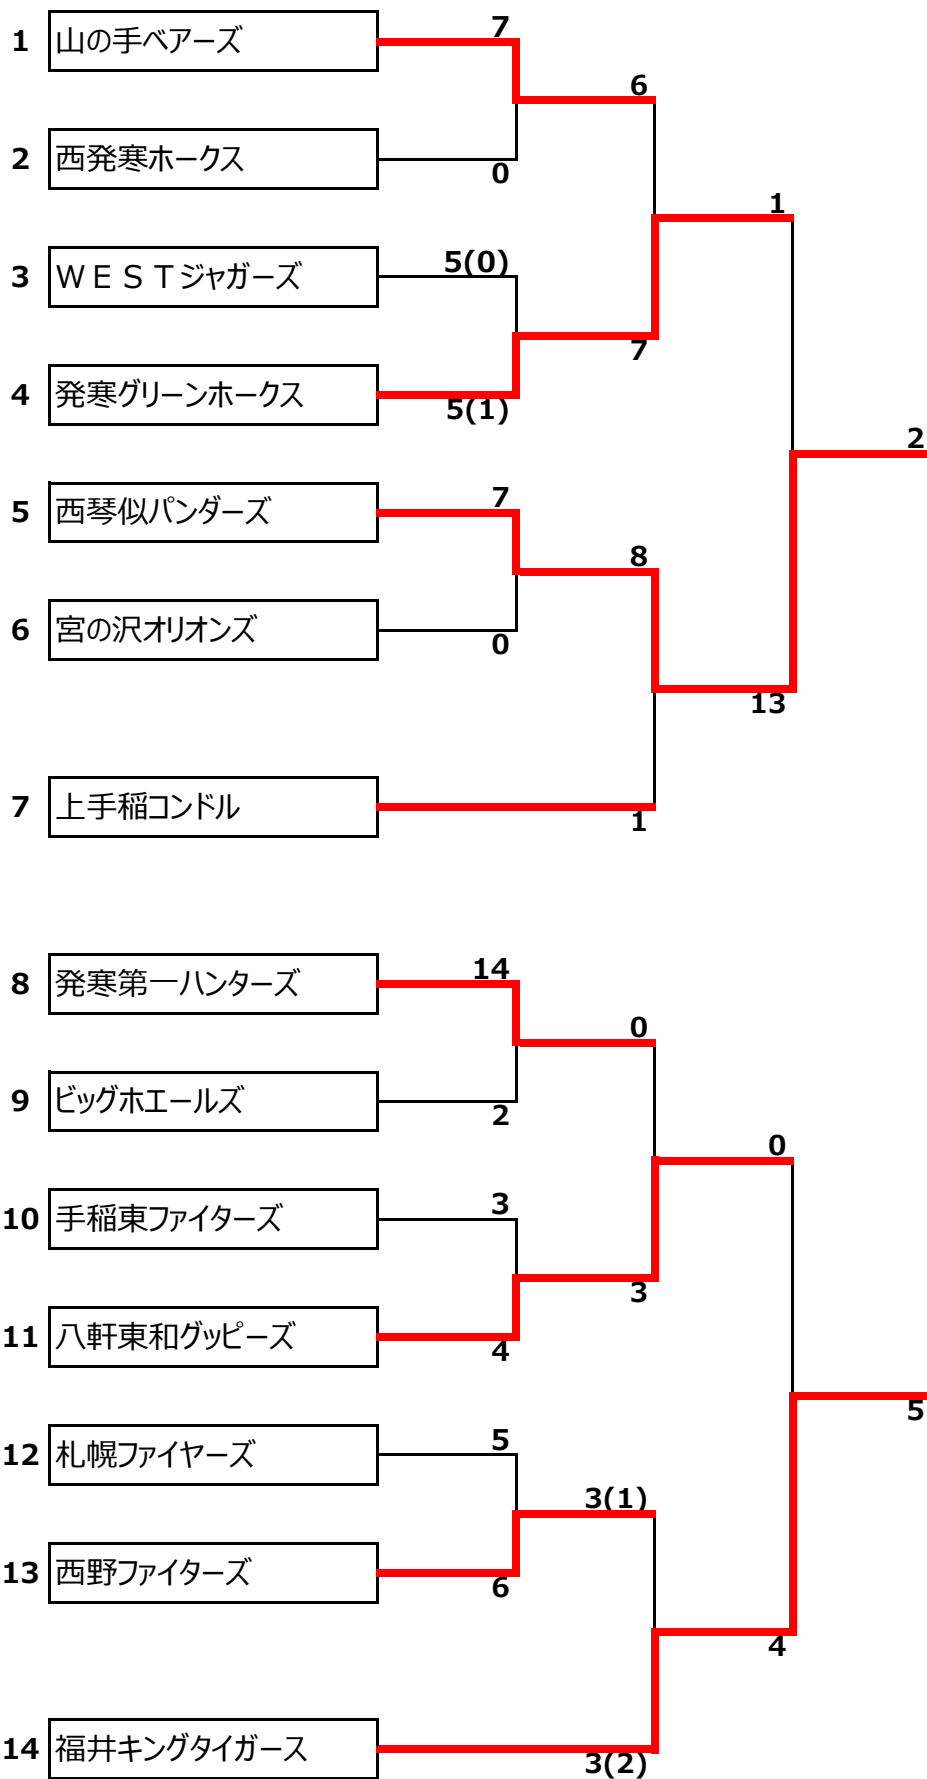 7
1 山の手ベアーズ
6
2 西発寒ホークス
0
1
5(0)
3 ＷＥＳＴジャガーズ
7
4 発寒グリーンホークス
5(1)
2
7
5 西琴似パンダーズ
8
6 宮の沢オリオンズ
0
13
7 上手稲コンドル
1
14
8 発寒第一ハンターズ
0
9 ビッグホエールズ
2
0
3
10 手稲東ファイターズ
3
11 八軒東和グッピーズ
4
5
5
12 札幌ファイヤーズ
3(1)
13 西野ファイターズ
6
4
14 福井キングタイガース
3(2)